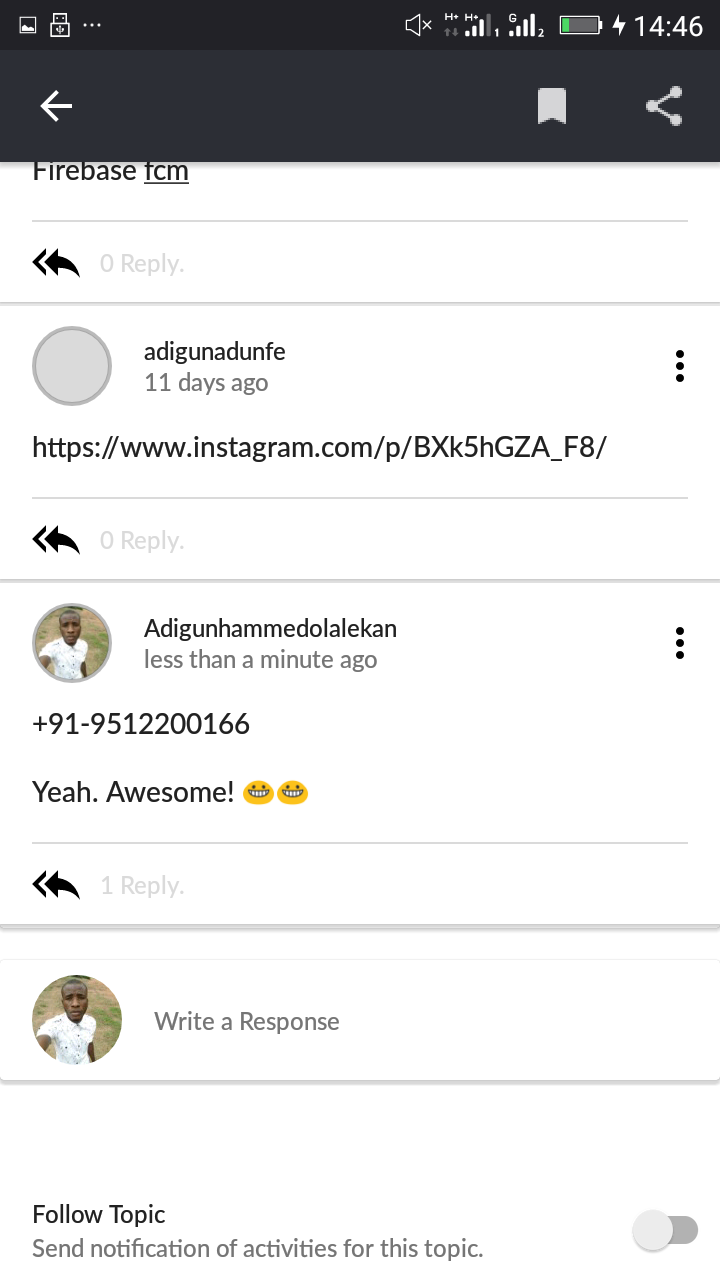 H+ H+ 1 G 2 14:46
Firebase fcm
0 Reply.
adigunadunfe
11 days ago
https://www.instagram.com/p/BXk5hGZA_F8/
0 Reply.
Adigunhammedolalekan
less than a minute ago
+91-9512200166
Yeah. Awesome! 😁😁
1 Reply.
Write a Response
Follow Topic
Send notification of activities for this topic.